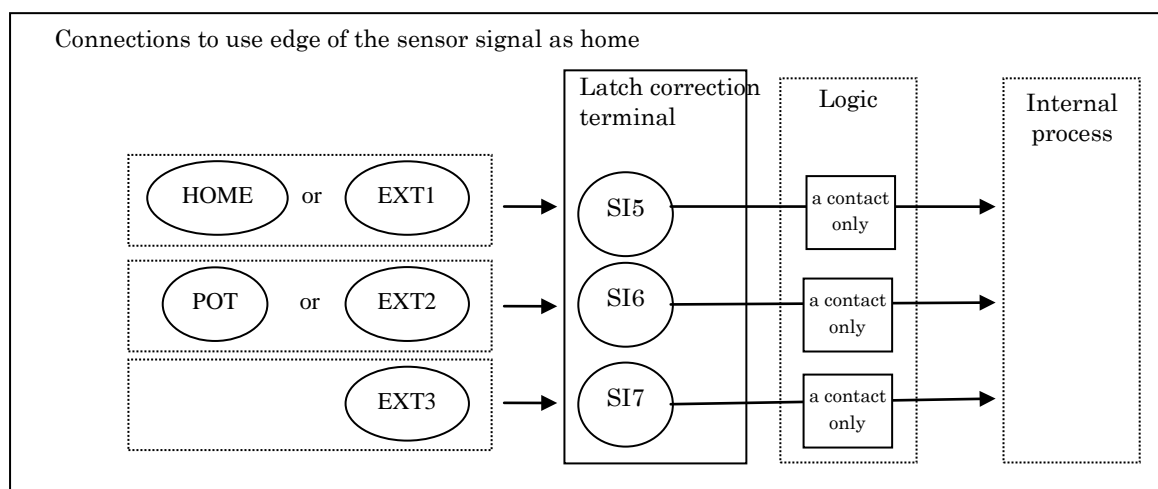 Connections to use edge of the sensor signal as home
Latch correction
terminal
Logic
Internal
process
HOME or EXT1
SI5
a contact
only
POT or EXT2
SI6
a contact
only
EXT3
SI7
a contact
only